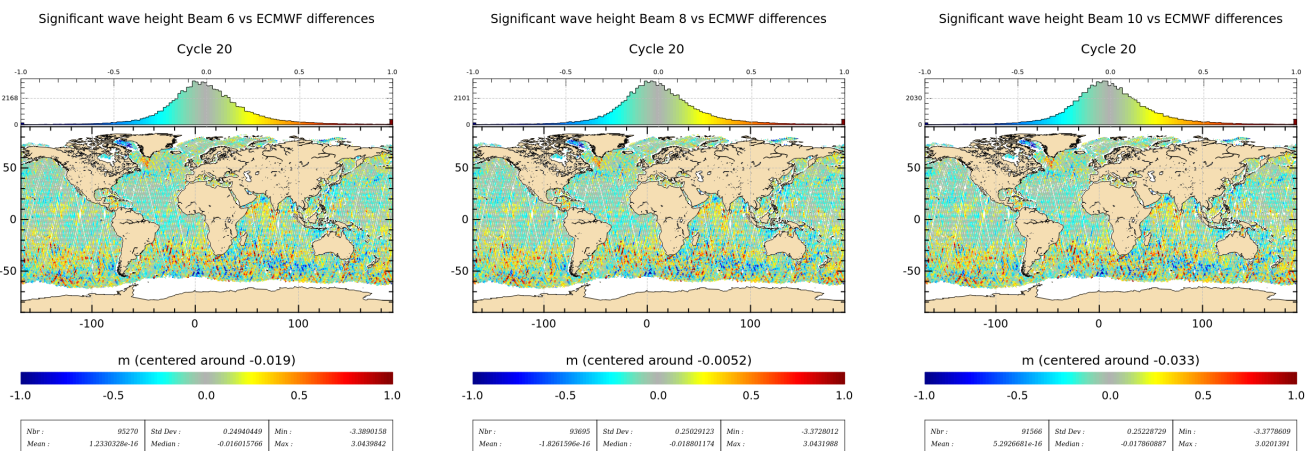 Significant wave height Beam 6 vs ECMWF differences
Cycle 20
-1.0 -0.5 0.0 0.5 1.0
2168
0
50
0
-50
-100 0 100
m (centered around -0.019)
-1.0 -0.5 0.0 0.5 1.0
Nbr : 95270 Std Dev : 0.24940449 Min : -3.3890158
Mean : 1.2330328e-16 Median : -0.016015766 Max : 3.0439842
Significant wave height Beam 8 vs ECMWF differences
Cycle 20
-1.0 -0.5 0.0 0.5 1.0
2101
0
50
0
-50
-100 0 100
m (centered around -0.0052)
-1.0 -0.5 0.0 0.5 1.0
Nbr : 93695 Std Dev : 0.25029123 Min : -3.3728012
Mean : -1.8261596e-16 Median : -0.018801174 Max : 3.0431988
Significant wave height Beam 10 vs ECMWF differences
Cycle 20
-1.0 -0.5 0.0 0.5 1.0
2030
0
50
0
-50
-100 0 100
m (centered around -0.033)
-1.0 -0.5 0.0 0.5 1.0
Nbr : 91566 Std Dev : 0.25228729 Min : -3.3778609
Mean : 5.2926681e-16 Median : -0.017860887 Max : 3.0201391